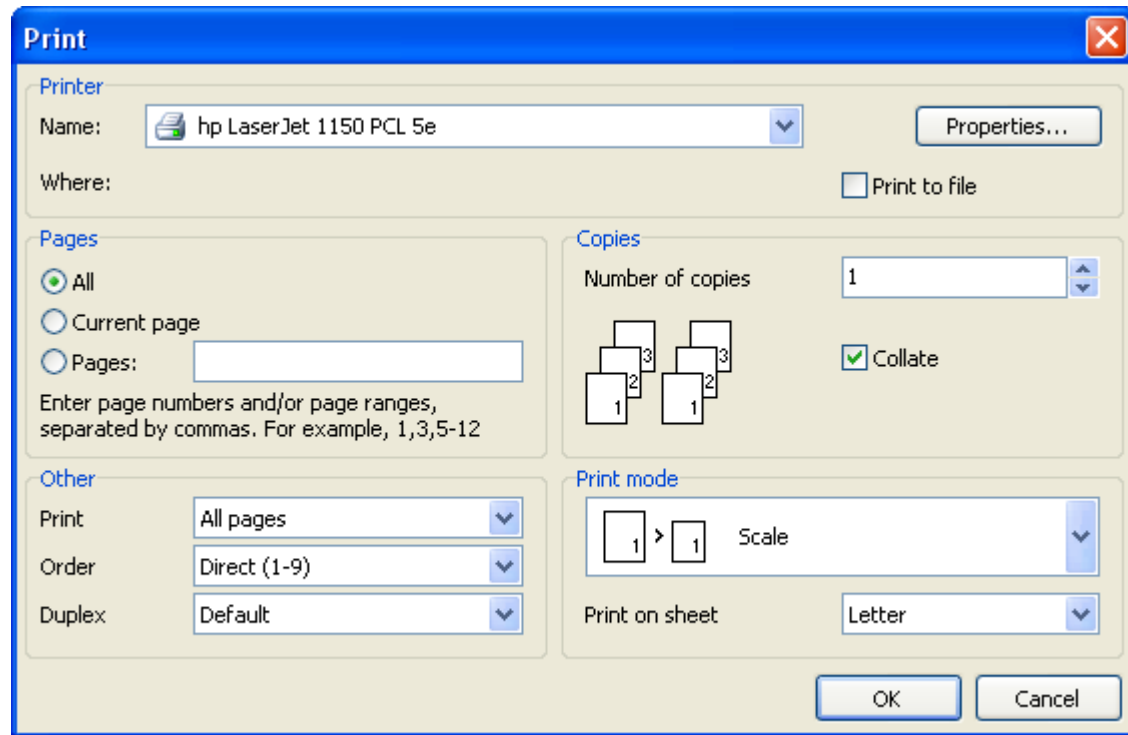 Print
Printer
Name: hp LaserJet 1150 PCL 5e Properties...
Where: Print to file
Pages
All
Current page
Pages:
Enter page numbers and/or page ranges,
separated by commas. For example, 1,3,5-12
Copies
Number of copies 1
3 3
2 2
1 1
Collate
Other
Print All pages
Order Direct (1-9)
Duplex Default
Print mode
1 > 1 Scale
Print on sheet Letter
OK Cancel